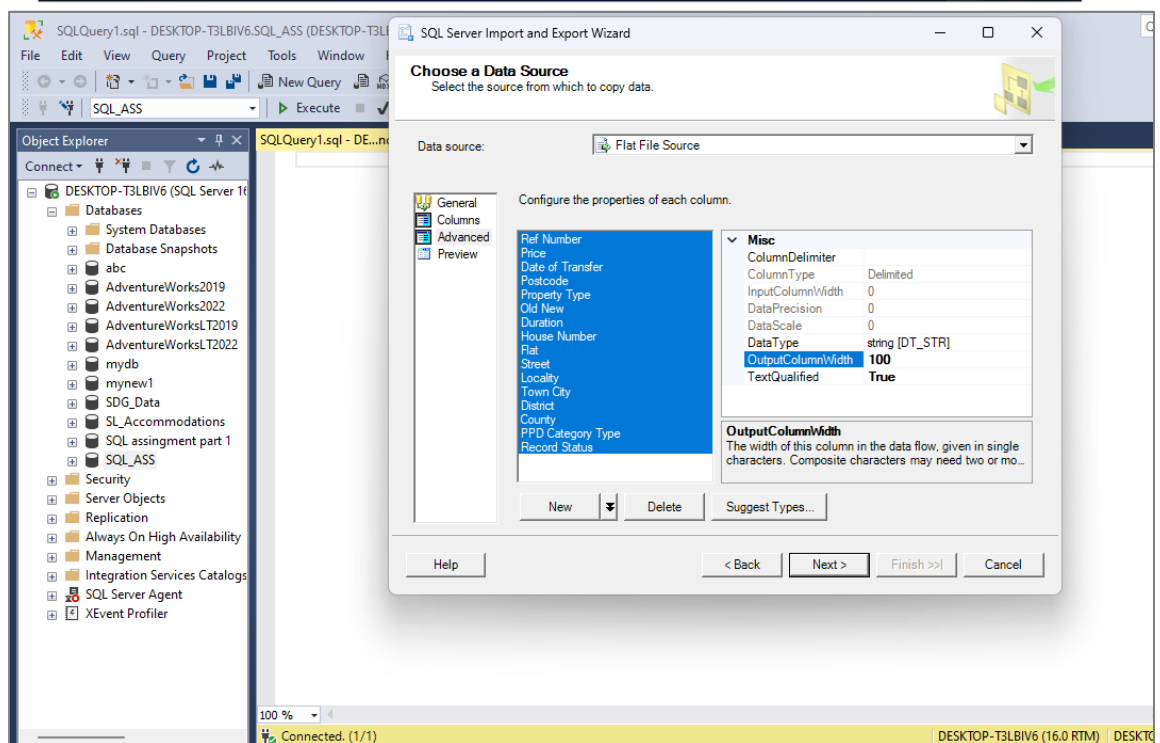 SQLQuery1.sql - DESKTOP-T3LBIV6.SQL_ASS (DESKTOP-T3L
File Edit View Query Project Tools Window
New Query
SQL_ASS
Execute
Object Explorer
Connect
DESKTOP-T3LBIV6 (SQL Server 16
Databases
System Databases
Database Snapshots
abc
AdventureWorks2019
AdventureWorks2022
AdventureWorksLT2019
AdventureWorksLT2022
mydb
mynew1
SDG_Data
SL_Accommodations
SQL assingment part 1
SQL_ASS
Security
Server Objects
Replication
Always On High Availability
Management
Integration Services Catalogs
SQL Server Agent
XEvent Profiler
SQLQuery1.sql - DE...n
SQL Server Import and Export Wizard
Choose a Data Source
Select the source from which to copy data.
Data source: Flat File Source
General
Columns
Advanced
Preview
Configure the properties of each column.
Ref Number
Price
Date of Transfer
Postcode
Property Type
Old New
Duration
House Number
Flat
Street
Locality
Town City
District
County
PPD Category Type
Record Status
Misc
ColumnDelimiter
ColumnType Delimited
InputColumnWidth 0
DataPrecision 0
DataScale 0
DataType string [DT_STR]
OutputColumnWidth 100
TextQualified True
OutputColumnWidth
The width of this column in the data flow, given in single
characters. Composite characters may need two or mo...
New Delete Suggest Types...
Help < Back Next > Finish >>| Cancel
100 %
Connected. (1/1) DESKTOP-T3LBIV6 (16.0 RTM) DESKT